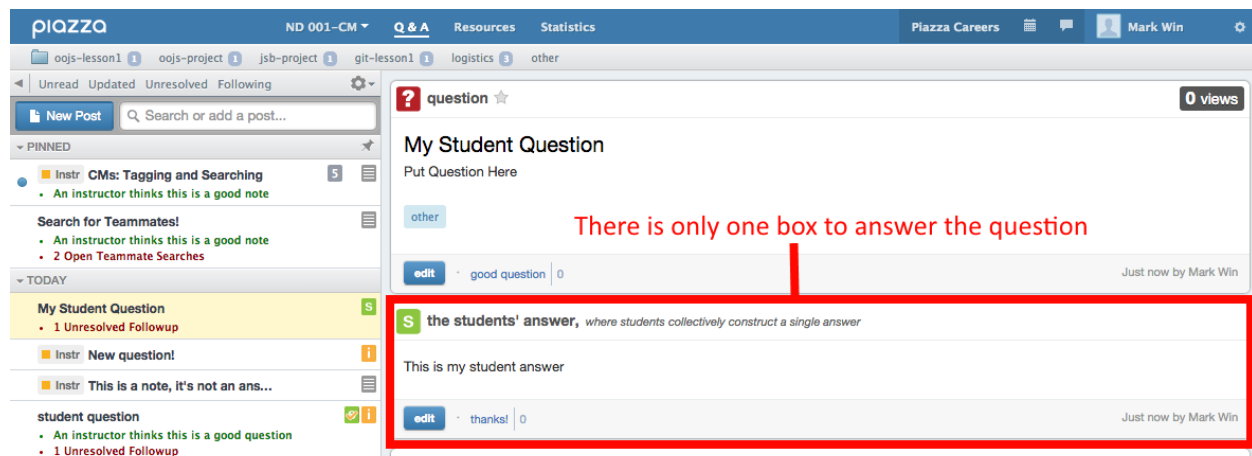 piazza ND 001-CM Q & A Resources Statistics Piazza Careers Mark Win
oojs-lesson1 1 oojs-project 1 jsb-project 1 git-lesson1 1 logistics 3 other
Unread Updated Unresolved Following
New Post Search or add a post...
PINNED
Instr CMs: Tagging and Searching 5
• An instructor thinks this is a good note
Search for Teammates!
• An instructor thinks this is a good note
• 2 Open Teammate Searches
TODAY
My Student Question S
• 1 Unresolved Followup
Instr New question! i
Instr This is a note, it's not an ans...
student question i
• An instructor thinks this is a good question
• 1 Unresolved Followup
? question 0 views
My Student Question
Put Question Here
other
There is only one box to answer the question
edit · good question 0 Just now by Mark Win
S the students' answer, where students collectively construct a single answer
This is my student answer
edit · thanks! 0 Just now by Mark Win